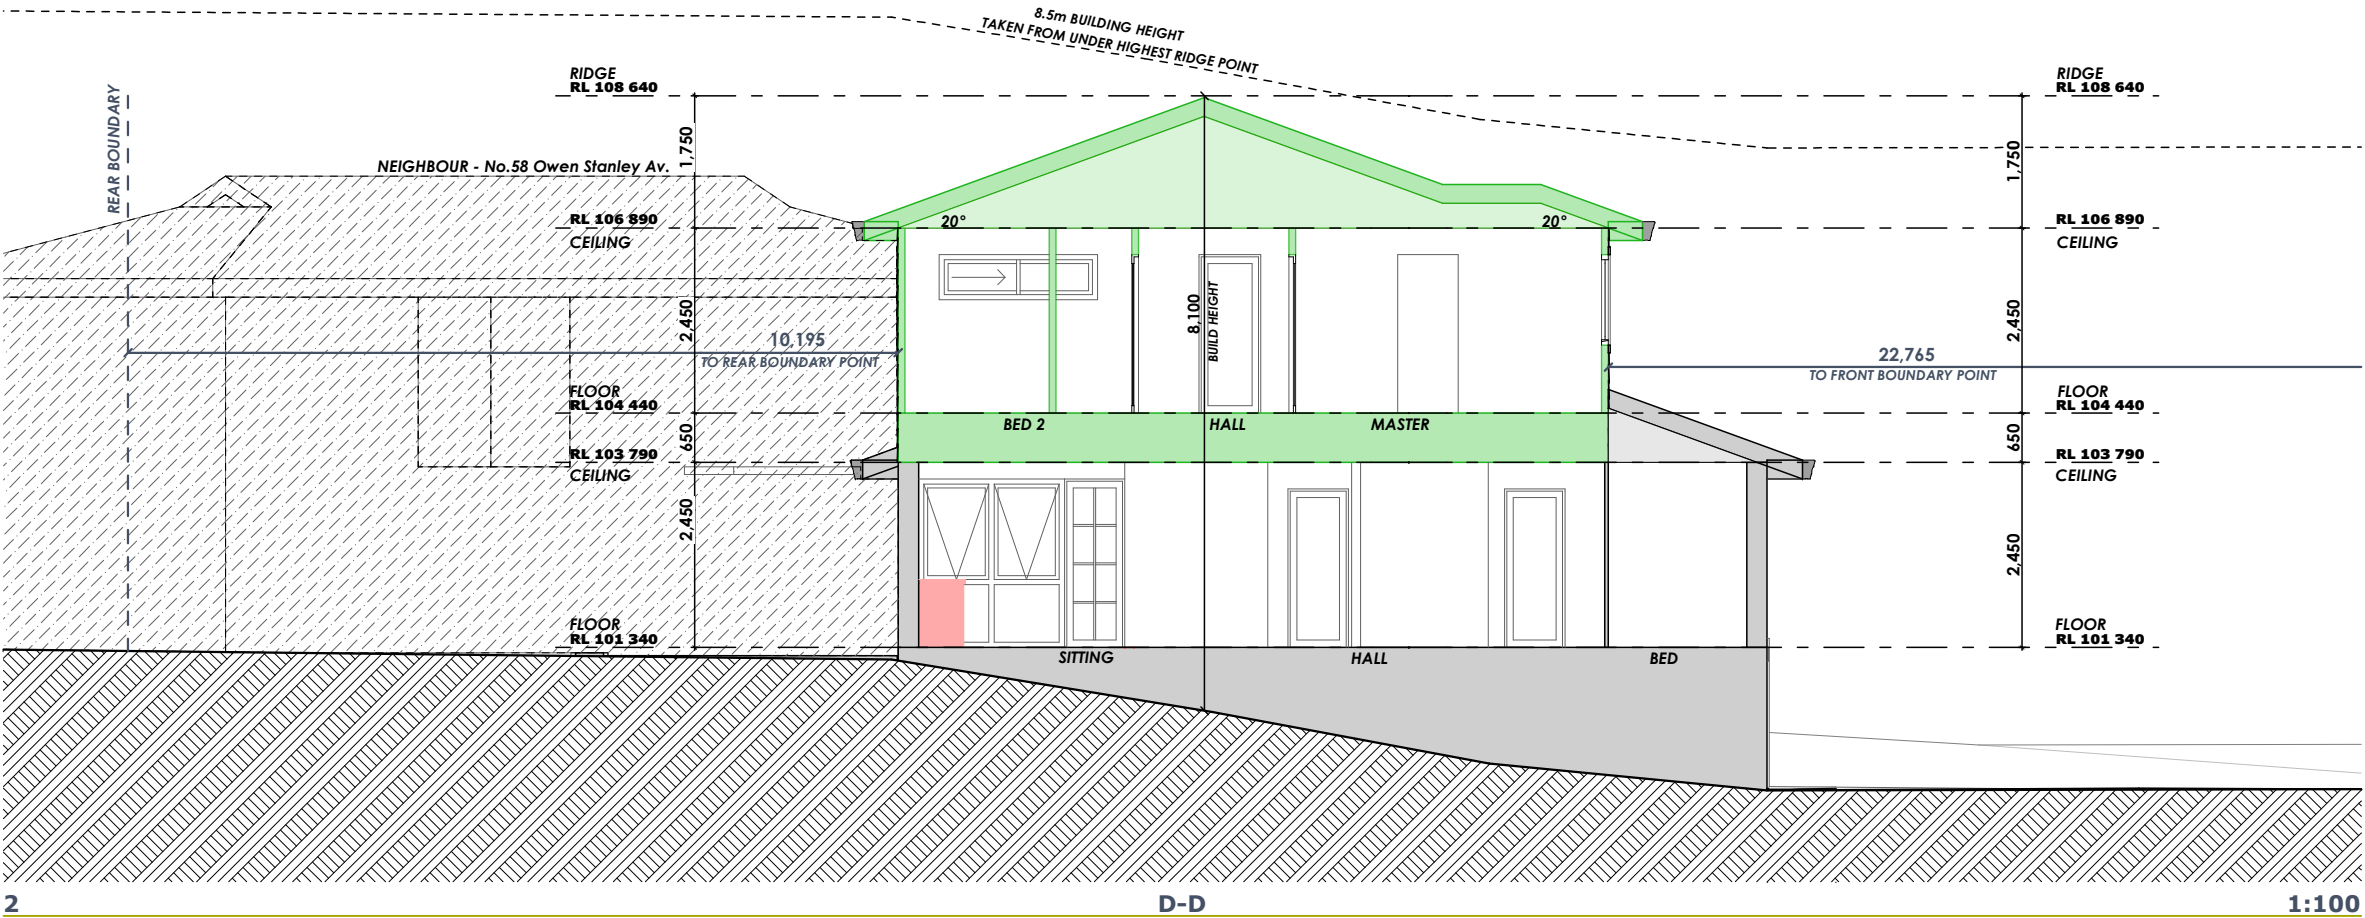 8.5m BUILDING HEIGHT
TAKEN FROM UNDER HIGHEST RIDGE POINT
RIDGE
RL 108 640
RIDGE
RL 108 640
REAR BOUNDARY
1,750
1,750
NEIGHBOUR - No.58 Owen Stanley Av.
RL 106 890
CEILING
20°
20°
RL 106 890
CEILING
2,450
8,100
BUILD HEIGHT
2,450
10,195
TO REAR BOUNDARY POINT
22,765
TO FRONT BOUNDARY POINT
FLOOR
RL 104 440
FLOOR
RL 104 440
BED 2
HALL
MASTER
650
650
RL 103 790
CEILING
RL 103 790
CEILING
2,450
2,450
FLOOR
RL 101 340
FLOOR
RL 101 340
SITTING
HALL
BED
2
D-D
1:100